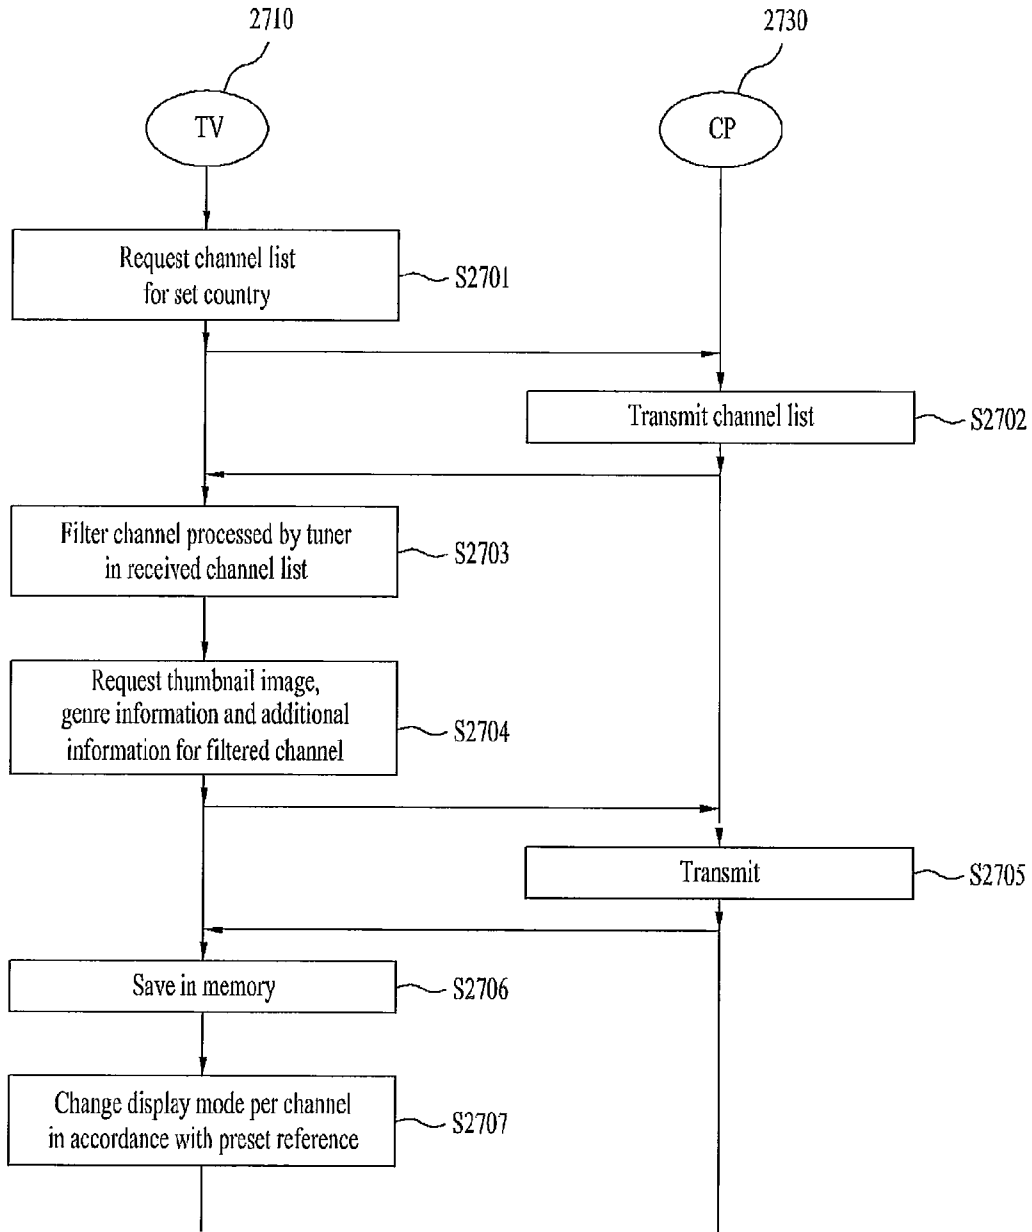 2710
2730
TV
CP
Request channel list
for set country
S2701
Transmit channel list
S2702
Filter channel processed by tuner
in received channel list
S2703
Request thumbnail image,
genre information and additional
information for filtered channel
S2704
Transmit
S2705
Save in memory
S2706
Change display mode per channel
in accordance with preset reference
S2707